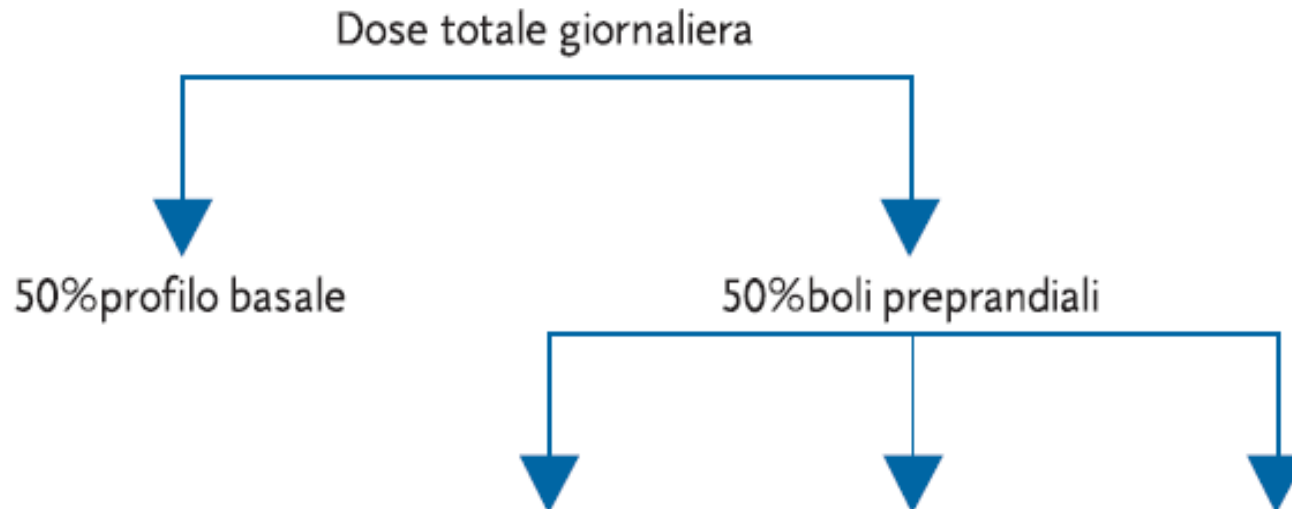 Dose totale giornaliera
50%profilo basale
50%boli preprandiali